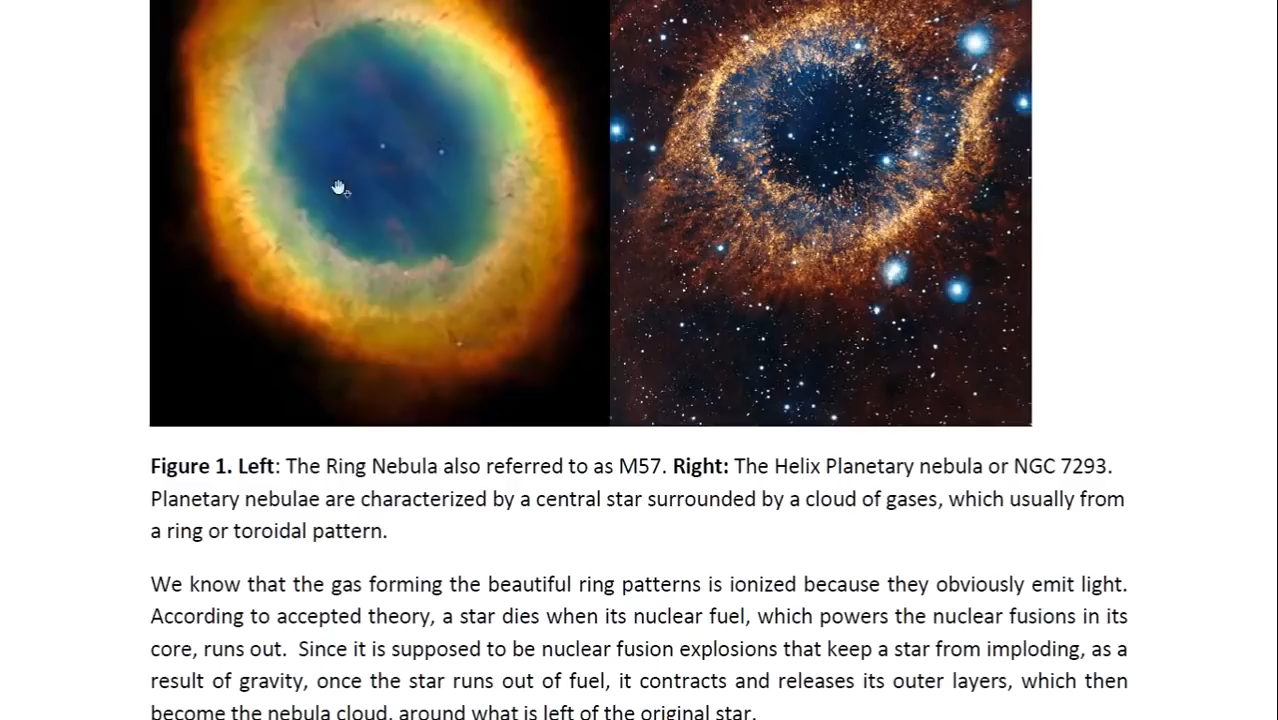 Figure 1. Left: The Ring Nebula also referred to as M57. Right: The Helix Planetary nebula or NGC 7293.
Planetary nebulae are characterized by a central star surrounded by a cloud of gases, which usually from
a ring or toroidal pattern.
We know that the gas forming the beautiful ring patterns is ionized because they obviously emit light.
According to accepted theory, a star dies when its nuclear fuel, which powers the nuclear fusions in its
core, runs out. Since it is supposed to be nuclear fusion explosions that keep a star from imploding, as a
result of gravity, once the star runs out of fuel, it contracts and releases its outer layers, which then
become the nebula cloud, around what is left of the original star.